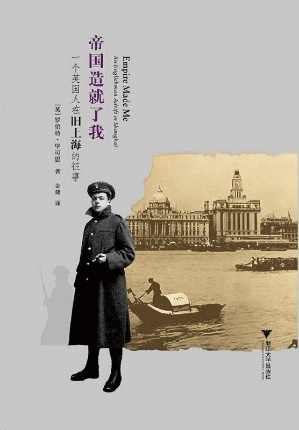 帝国造就了我
Empire Made Me
An Englishman Adrift in Shanghai
一个英国人在旧上海的往事
[英] 罗伯特·毕可思 著
金燁 译
浙江大学出版社